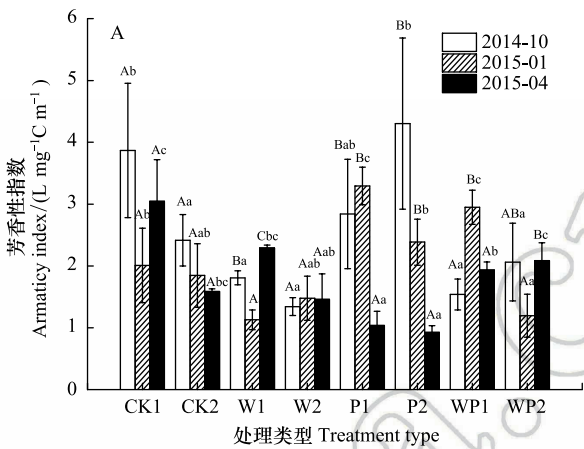 A
2014-10
2015-01
2015-04
芳香性指数
Armaticy index/(L mg⁻¹C m⁻¹)
6
5
4
3
2
1
0
Ab
Ab
Ac
Aa
Aab
Abc
Ba
A
Cbc
Aa
Aab
Aab
Bab
Bc
Aa
Bb
Bb
Aa
Aa
Bc
Ab
ABa
Aa
Bc
CK1 CK2 W1 W2 P1 P2 WP1 WP2
处理类型 Treatment type